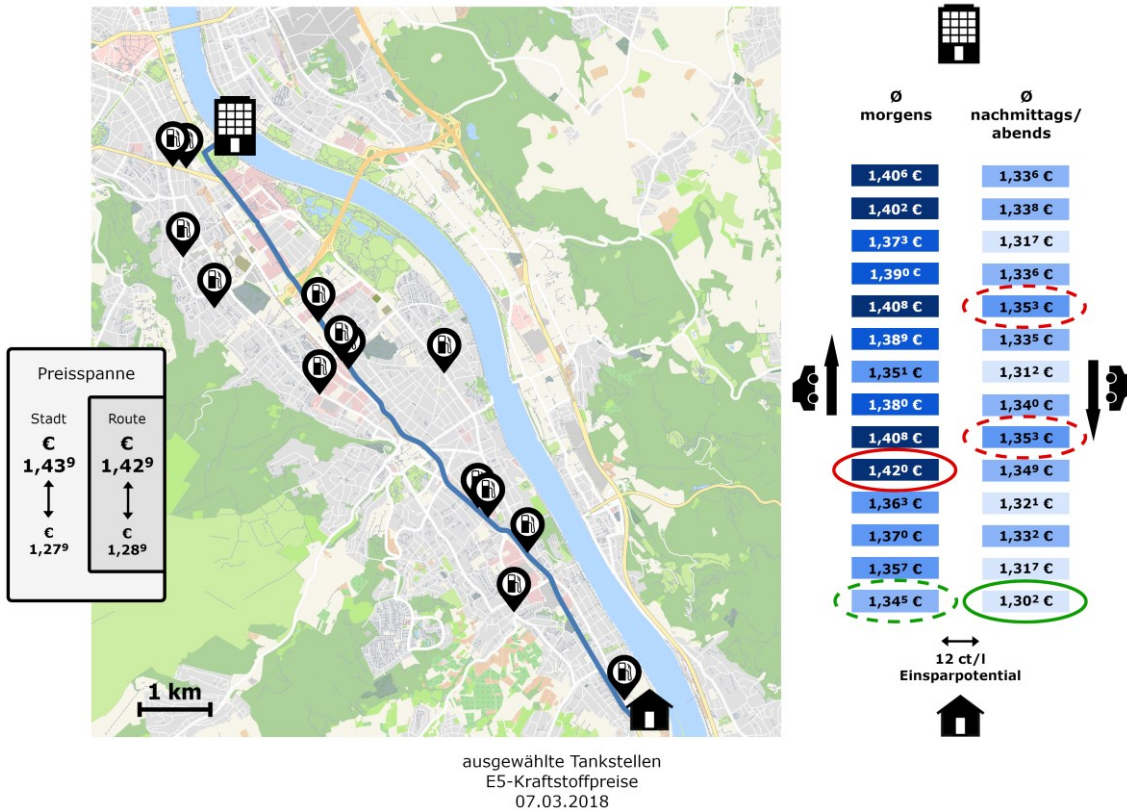 Ø
morgens
Ø
nachmittags/
abends
1,40⁶ €
1,33⁶ €
1,40² €
1,33⁸ €
1,37³ €
1,31⁷ €
1,39⁰ €
1,33⁶ €
1,40⁸ €
1,35³ €
1,38⁹ €
1,33⁵ €
1,35¹ €
1,31² €
1,38⁰ €
1,34⁰ €
1,40⁸ €
1,35³ €
1,42⁰ €
1,34⁹ €
1,36³ €
1,32¹ €
1,37⁰ €
1,33² €
1,35⁷ €
1,31⁷ €
1,34⁵ €
1,30² €
12 ct/l
Einsparpotential
Preisspanne
Stadt
€
1,43⁹
€
1,27⁹
Route
€
1,42⁹
€
1,28⁹
1 km
ausgewählte Tankstellen
E5-Kraftstoffpreise
07.03.2018